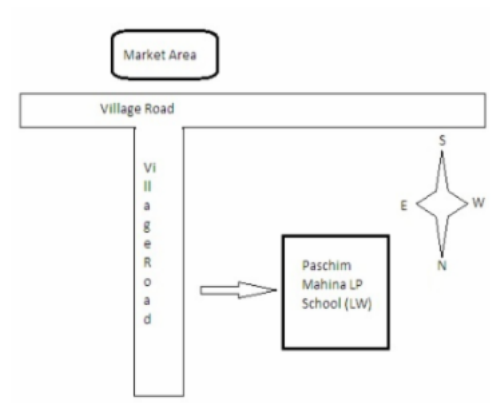 Market Area
Village Road
Vi
ll
a
g
e
R
o
a
d
S
E
W
N
Paschim
Mahina LP
School (LW)